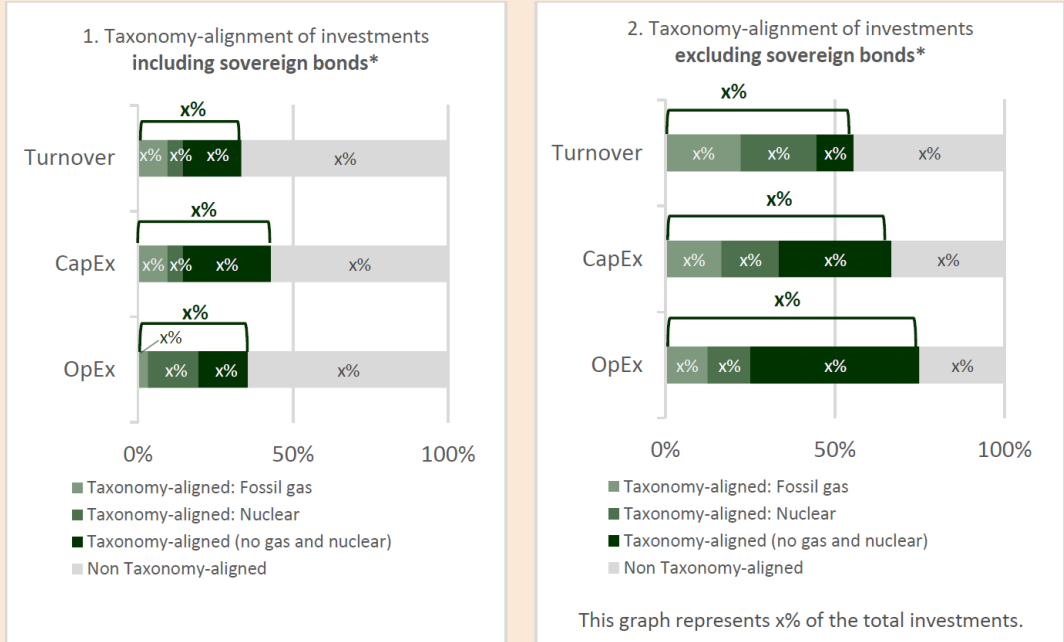 1. Taxonomy-alignment of investments
including sovereign bonds*
x%
Turnover
x% x% x% x%
x%
CapEx
x% x% x% x%
x%
x%
OpEx
x% x% x%
0% 50% 100%
Taxonomy-aligned: Fossil gas
Taxonomy-aligned: Nuclear
Taxonomy-aligned (no gas and nuclear)
Non Taxonomy-aligned
2. Taxonomy-alignment of investments
excluding sovereign bonds*
x%
Turnover
x% x% x% x%
x%
CapEx
x% x% x% x%
x%
OpEx
x% x% x% x%
0% 50% 100%
Taxonomy-aligned: Fossil gas
Taxonomy-aligned: Nuclear
Taxonomy-aligned (no gas and nuclear)
Non Taxonomy-aligned
This graph represents x% of the total investments.